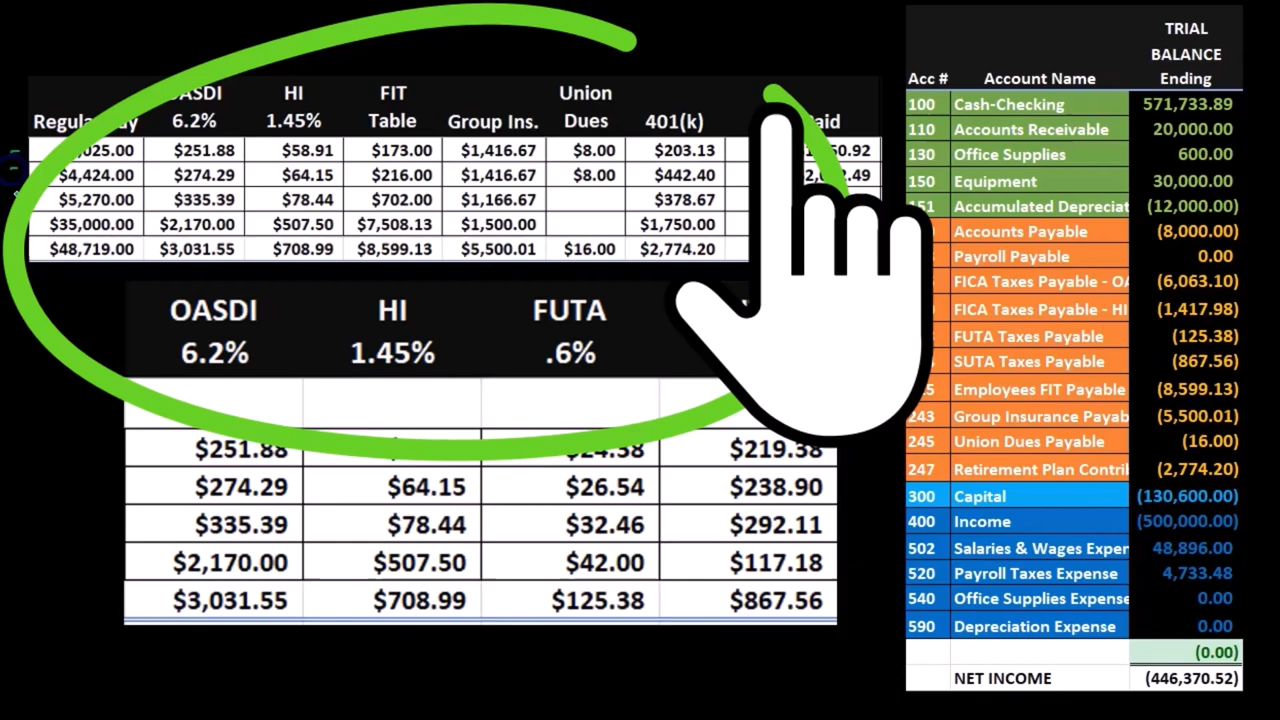 Union
OASDI HI FIT
Regular Pay 6.2% 1.45% Table Group Ins. Dues 401(k) Paid
,025.00 $251.88 $58.91 $173.00 $1,416.67 $8.00 $203.13 50.92
$4,424.00 $274.29 $64.15 $216.00 $1,416.67 $8.00 $442.40 .49
$5,270.00 $335.39 $78.44 $702.00 $1,166.67 $378.67
$35,000.00 $2,170.00 $507.50 $7,508.13 $1,500.00 $1,750.00
$48,719.00 $3,031.55 $708.99 $8,599.13 $5,500.01 $16.00 $2,774.20
OASDI HI FUTA
6.2% 1.45% .6%
$251.88 $24.38 $219.38
$274.29 $64.15 $26.54 $238.90
$335.39 $78.44 $32.46 $292.11
$2,170.00 $507.50 $42.00 $117.18
$3,031.55 $708.99 $125.38 $867.56
TRIAL
BALANCE
Acc # Account Name Ending
100 Cash-Checking 571,733.89
110 Accounts Receivable 20,000.00
130 Office Supplies 600.00
150 Equipment 30,000.00
151 Accumulated Depreciat (12,000.00)
Accounts Payable (8,000.00)
Payroll Payable 0.00
FICA Taxes Payable - OA (6,063.10)
FICA Taxes Payable - HI (1,417.98)
FUTA Taxes Payable (125.38)
SUTA Taxes Payable (867.56)
5 Employees FIT Payable (8,599.13)
243 Group Insurance Payab (5,500.01)
245 Union Dues Payable (16.00)
247 Retirement Plan Contrib (2,774.20)
300 Capital (130,600.00)
400 Income (500,000.00)
502 Salaries & Wages Expen 48,896.00
520 Payroll Taxes Expense 4,733.48
540 Office Supplies Expense 0.00
590 Depreciation Expense 0.00
(0.00)
NET INCOME (446,370.52)